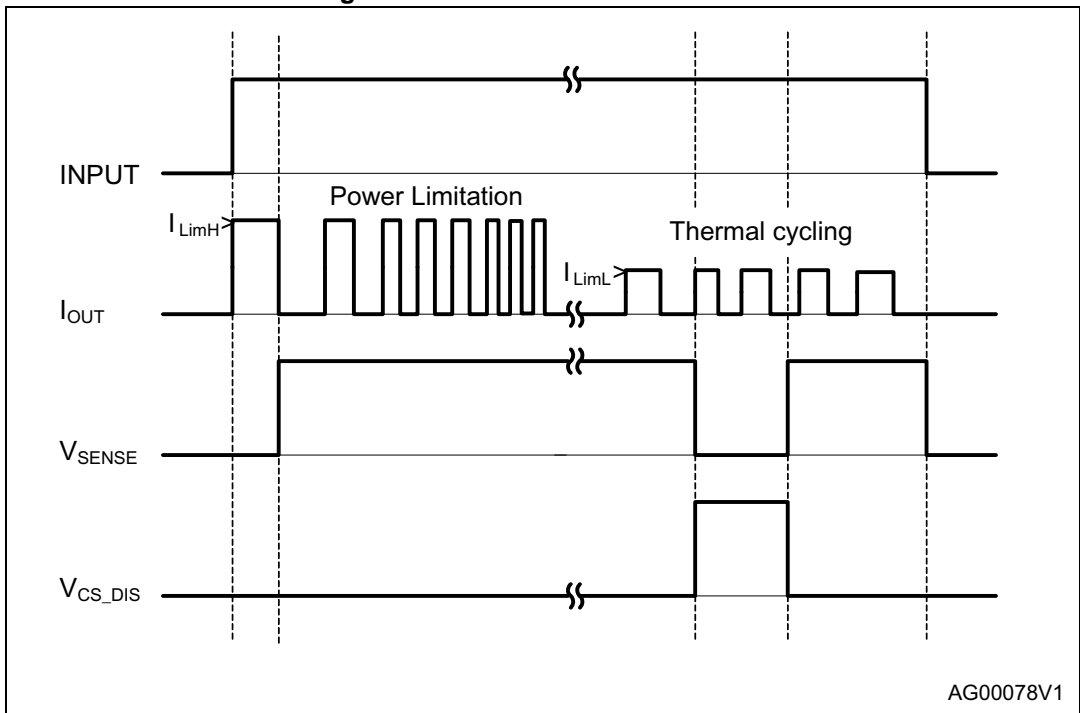 INPUT
Power Limitation
I_LimH
Thermal cycling
I_LimL
I_OUT
V_SENSE
V_CS_DIS
AG00078V1